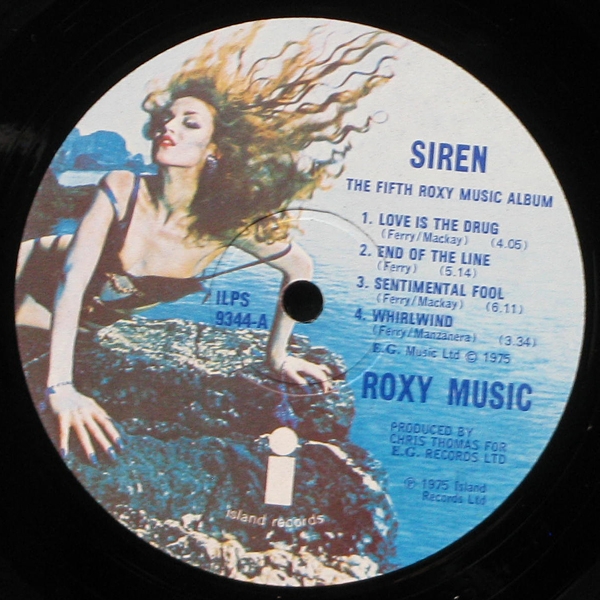 SIREN
THE FIFTH ROXY MUSIC ALBUM
1. LOVE IS THE DRUG
(Ferry/Mackay) (4.05)
2. END OF THE LINE
(Ferry) (5.14)
3. SENTIMENTAL FOOL
(Ferry/Mackay) (6.11)
4. WHIRLWIND
(Ferry/Manzanera) (3.34)
E.G. Music Ltd © 1975
ILPS
9344-A
ROXY MUSIC
PRODUCED BY
CHRIS THOMAS FOR
E.G. RECORDS LTD
℗ 1975 Island
Records Ltd
i
island records